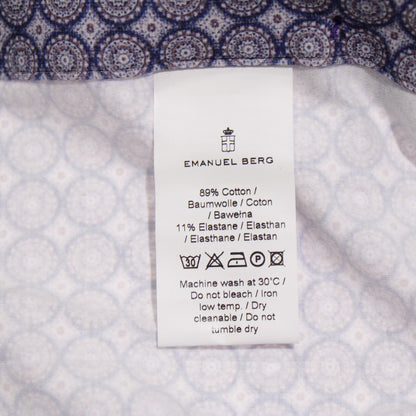 EMANUEL BERG
89% Cotton /
Baumwolle / Coton
/ Bawełna
11% Elastane / Elasthan
/ Elasthane / Elastan
30 P
Machine wash at 30°C /
Do not bleach / Iron
low temp. / Dry
cleanable / Do not
tumble dry